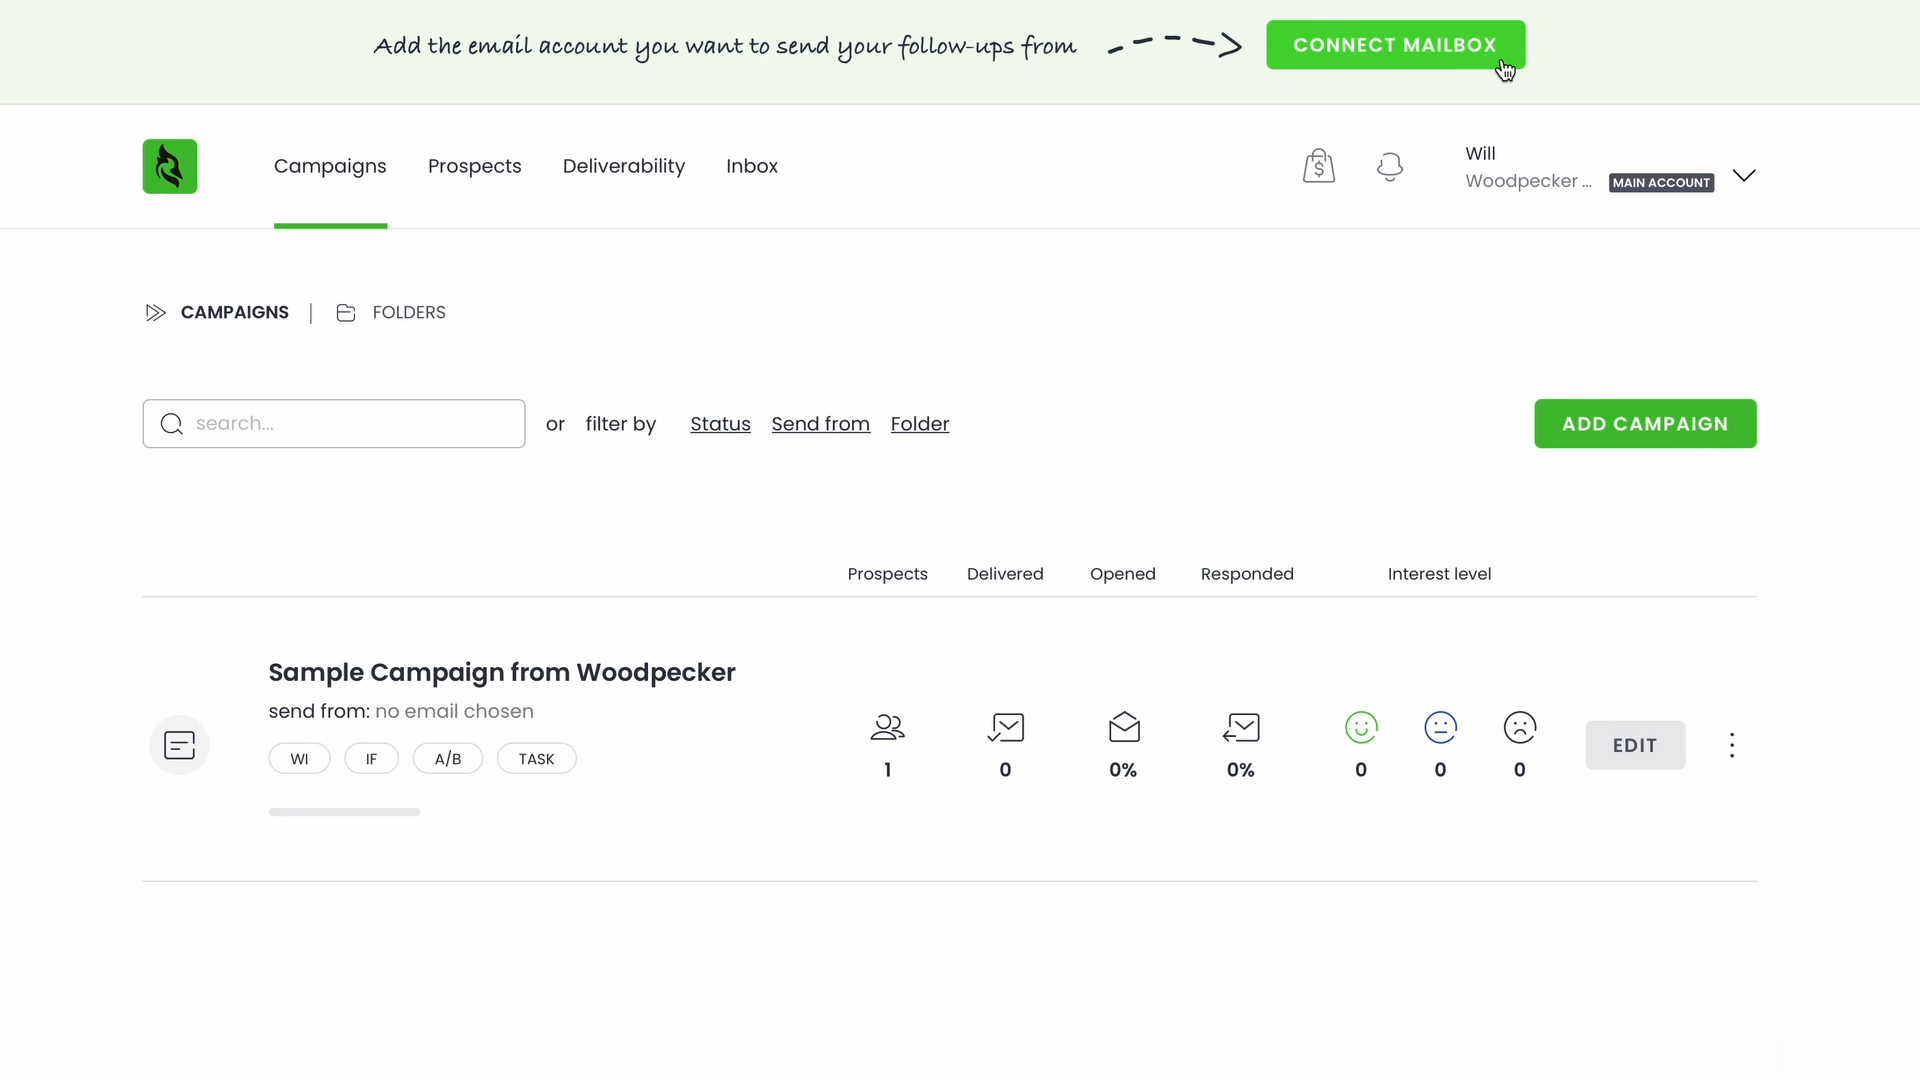 Add the email account you want to send your follow-ups from
CONNECT MAILBOX
Campaigns Prospects Deliverability Inbox
Will
Woodpecker ... MAIN ACCOUNT
CAMPAIGNS | FOLDERS
search... or filter by Status Send from Folder ADD CAMPAIGN
Prospects Delivered Opened Responded Interest level
Sample Campaign from Woodpecker
send from: no email chosen
WI IF A/B TASK
1 0 0% 0% 0 0 0
EDIT